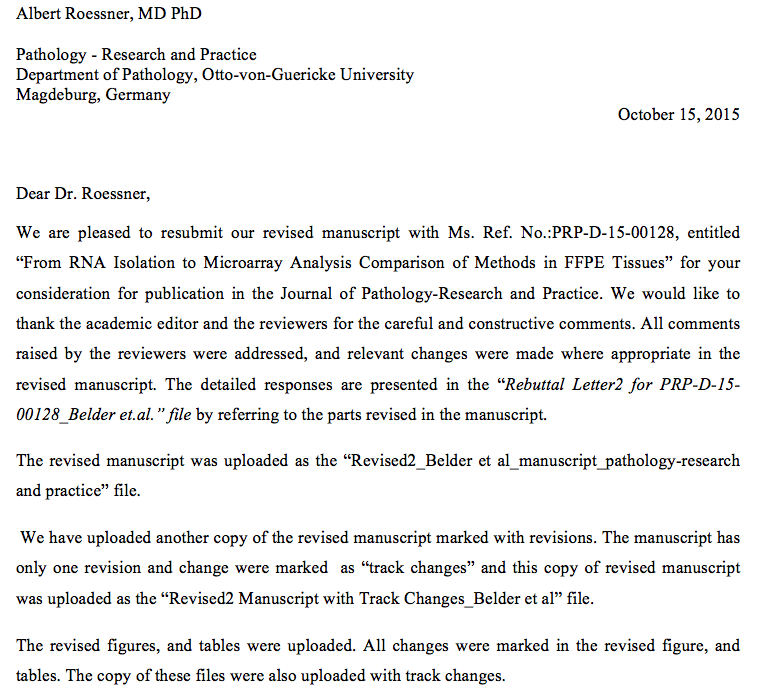 Albert Roessner, MD PhD
Pathology - Research and Practice
Department of Pathology, Otto-von-Guericke University
Magdeburg, Germany
October 15, 2015
Dear Dr. Roessner,
We are pleased to resubmit our revised manuscript with Ms. Ref. No.:PRP-D-15-00128, entitled
“From RNA Isolation to Microarray Analysis Comparison of Methods in FFPE Tissues” for your
consideration for publication in the Journal of Pathology-Research and Practice. We would like to
thank the academic editor and the reviewers for the careful and constructive comments. All comments
raised by the reviewers were addressed, and relevant changes were made where appropriate in the
revised manuscript. The detailed responses are presented in the “Rebuttal Letter2 for PRP-D-15-
00128_Belder et.al.” file by referring to the parts revised in the manuscript.
The revised manuscript was uploaded as the “Revised2_Belder et al_manuscript_pathology-research
and practice” file.
We have uploaded another copy of the revised manuscript marked with revisions. The manuscript has
only one revision and change were marked as “track changes” and this copy of revised manuscript
was uploaded as the “Revised2 Manuscript with Track Changes_Belder et al” file.
The revised figures, and tables were uploaded. All changes were marked in the revised figure, and
tables. The copy of these files were also uploaded with track changes.